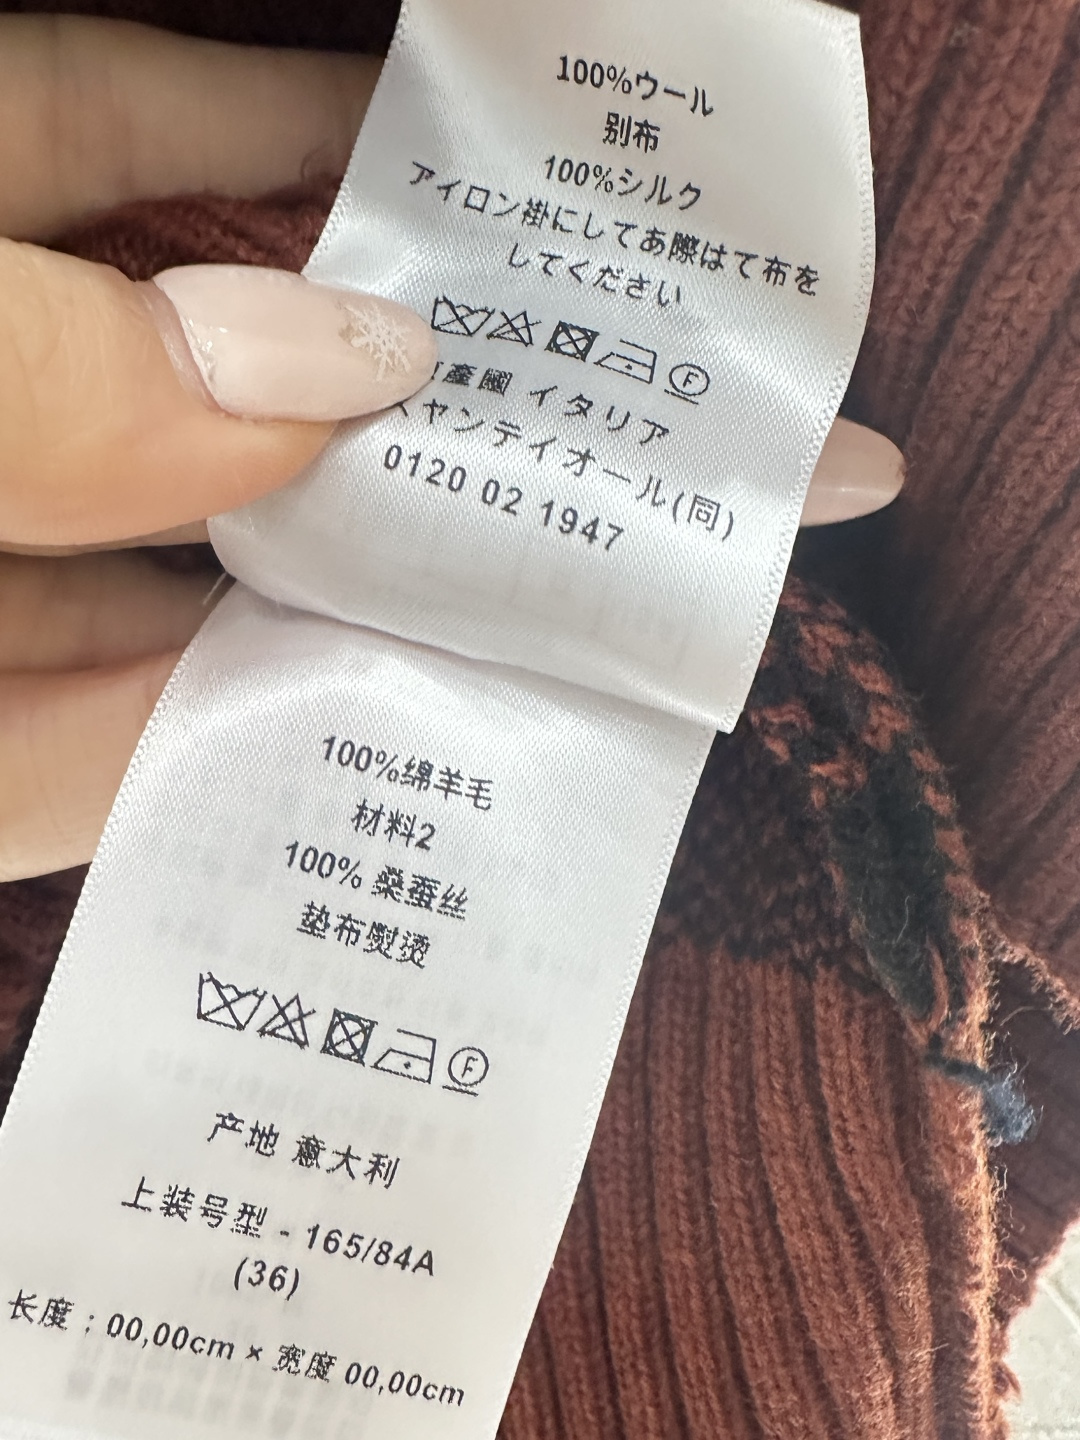 100%ウール
別布
100%シルク
アイロン掛にしてあ際はて布を
してください
F
産國 イタリア
ャンティオール(同)
0120 02 1947
100%绵羊毛
材料2
100% 桑蚕丝
垫布熨烫
F
产地 意大利
上装号型 - 165/84A
(36)
长度 ; 00,00cm × 宽度 00,00cm